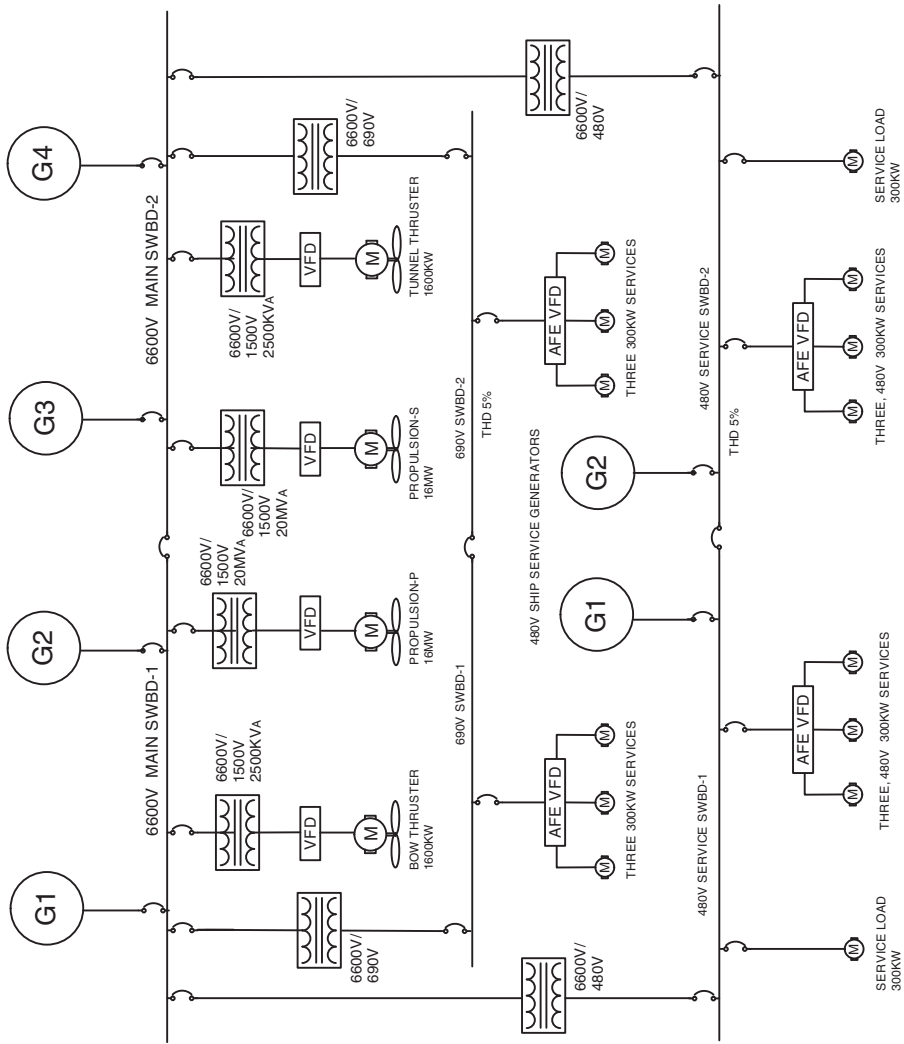 G1
G2
G3
G4
6600V MAIN SWBD-1
6600V MAIN SWBD-2
6600V/
1500V
2500KVA
6600V/
1500V
20MVA
6600V/
1500V
20MVA
6600V/
1500V
2500KVA
6600V/
690V
6600V/
690V
VFD
VFD
VFD
VFD
M
M
M
M
BOW THRUSTER
1600KW
PROPULSION-P
16MW
PROPULSION-S
16MW
TUNNEL THRUSTER
1600KW
690V SWBD-1
690V SWBD-2
THD 5%
6600V/
480V
6600V/
480V
AFE VFD
M
M
M
THREE 300KW SERVICES
AFE VFD
M
M
M
THREE 300KW SERVICES
480V SHIP SERVICE GENERATORS
G1
G2
480V SERVICE SWBD-1
480V SERVICE SWBD-2
THD 5%
M
SERVICE LOAD
300KW
AFE VFD
M
M
M
THREE, 480V 300KW SERVICES
AFE VFD
M
M
M
THREE, 480V 300KW SERVICES
M
SERVICE LOAD
300KW